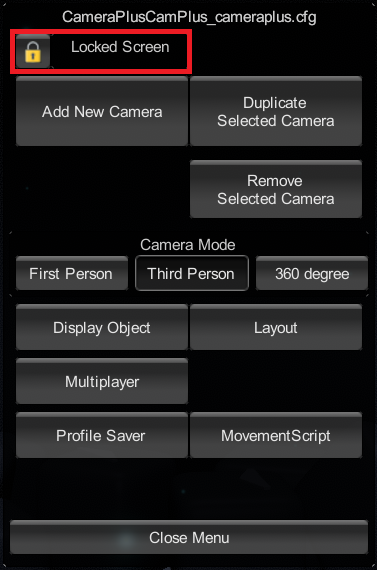 CameraPlusCamPlus_cameraplus.cfg
Locked Screen
Add New Camera
Duplicate
Selected Camera
Remove
Selected Camera
Camera Mode
First Person
Third Person
360 degree
Display Object
Layout
Multiplayer
Profile Saver
MovementScript
Close Menu